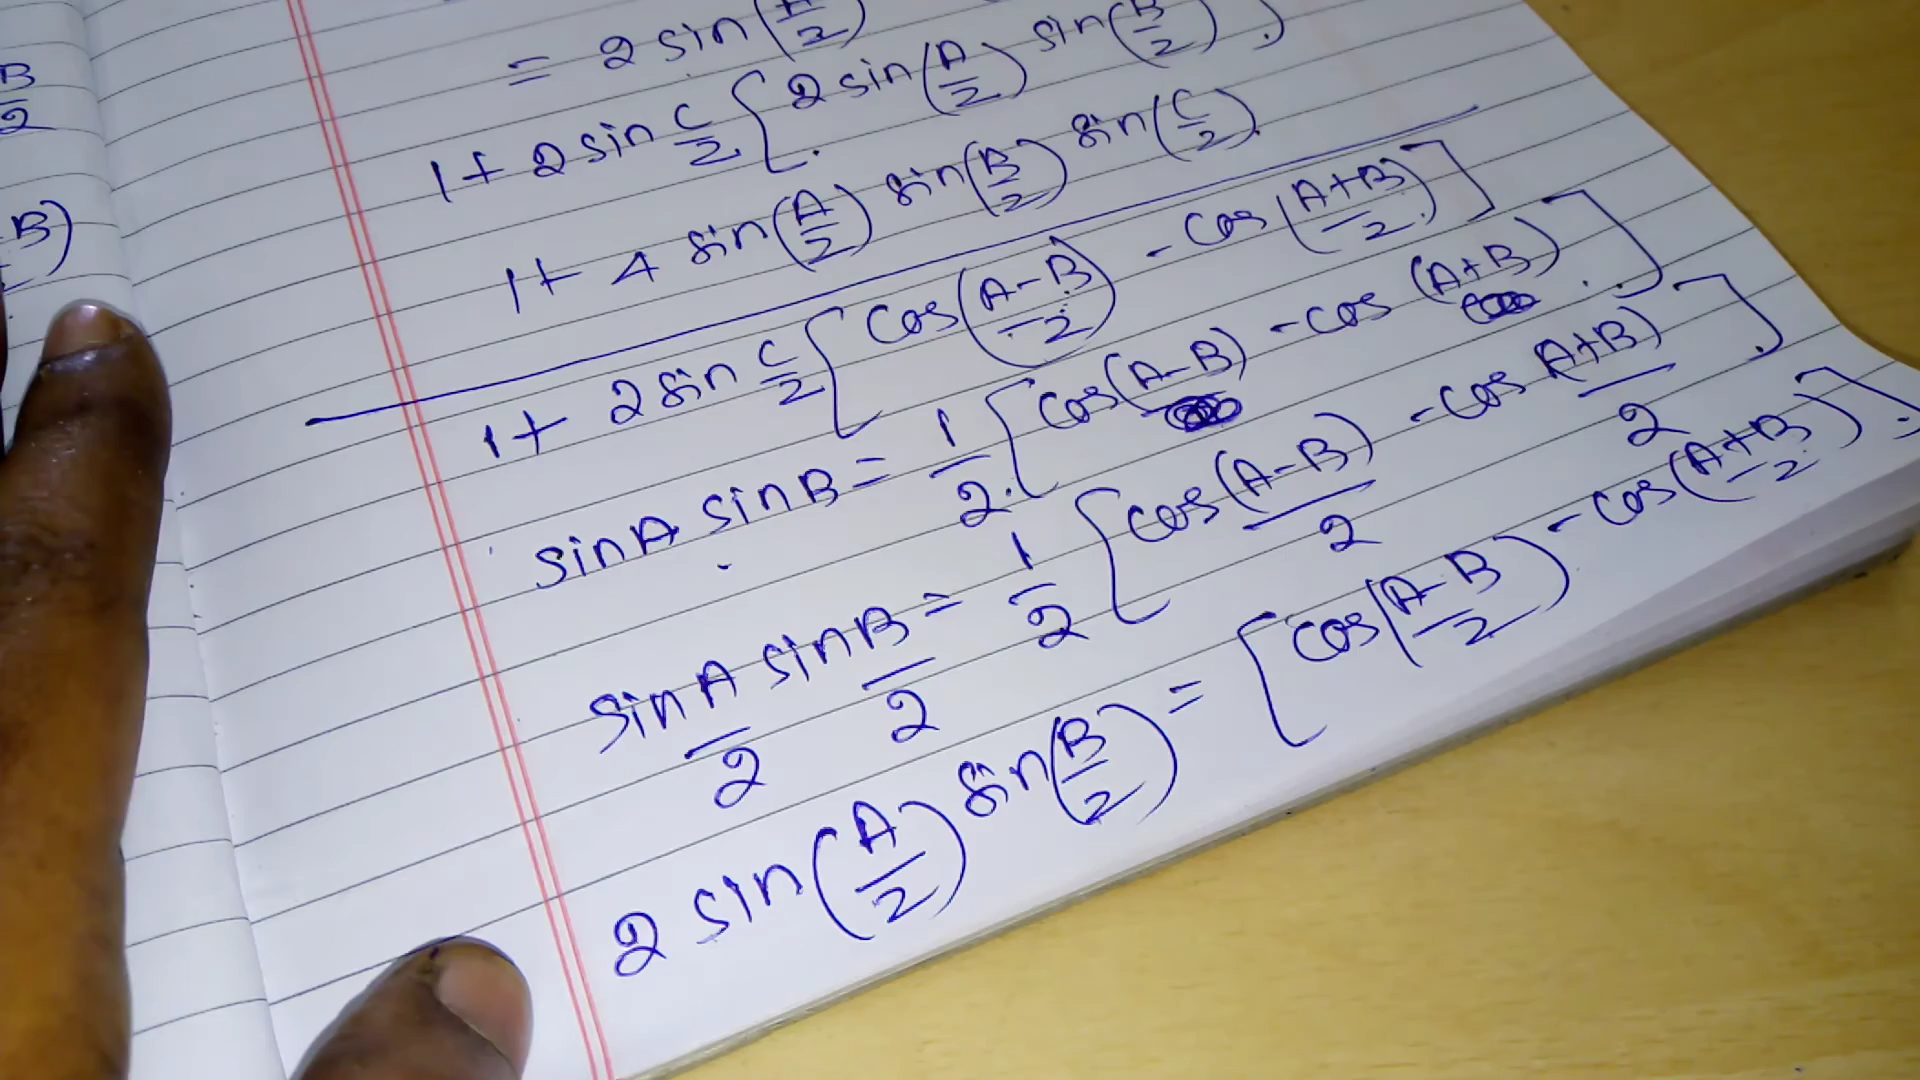 B/2
B)
= 2 sin(A/2)
1+2 sin C/2 [2 sin(A/2) sin(B/2)].
1+ 4 sin(A/2) sin(B/2) sin(C/2).
1+ 2 sin C/2 [cos(A-B/2) - cos(A+B/2)]
sinA sinB = 1/2 [cos(A-B) - cos (A+B)]
sin A/2 sin B/2 = 1/2 [cos (A-B)/2 - cos (A+B)/2].
2 sin(A/2) sin(B/2) = [cos(A-B/2) - cos(A+B/2)].